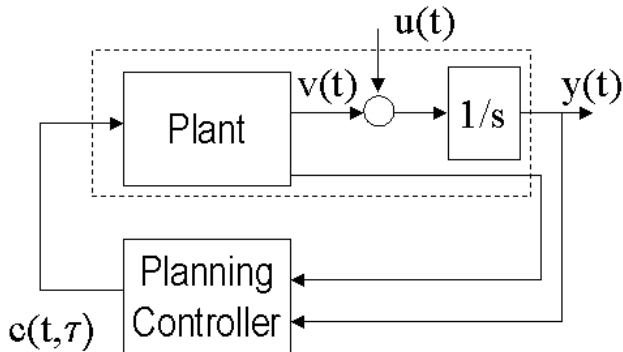 u(t)
v(t)
y(t)
Plant
1/s
Planning
Controller
c(t,τ)